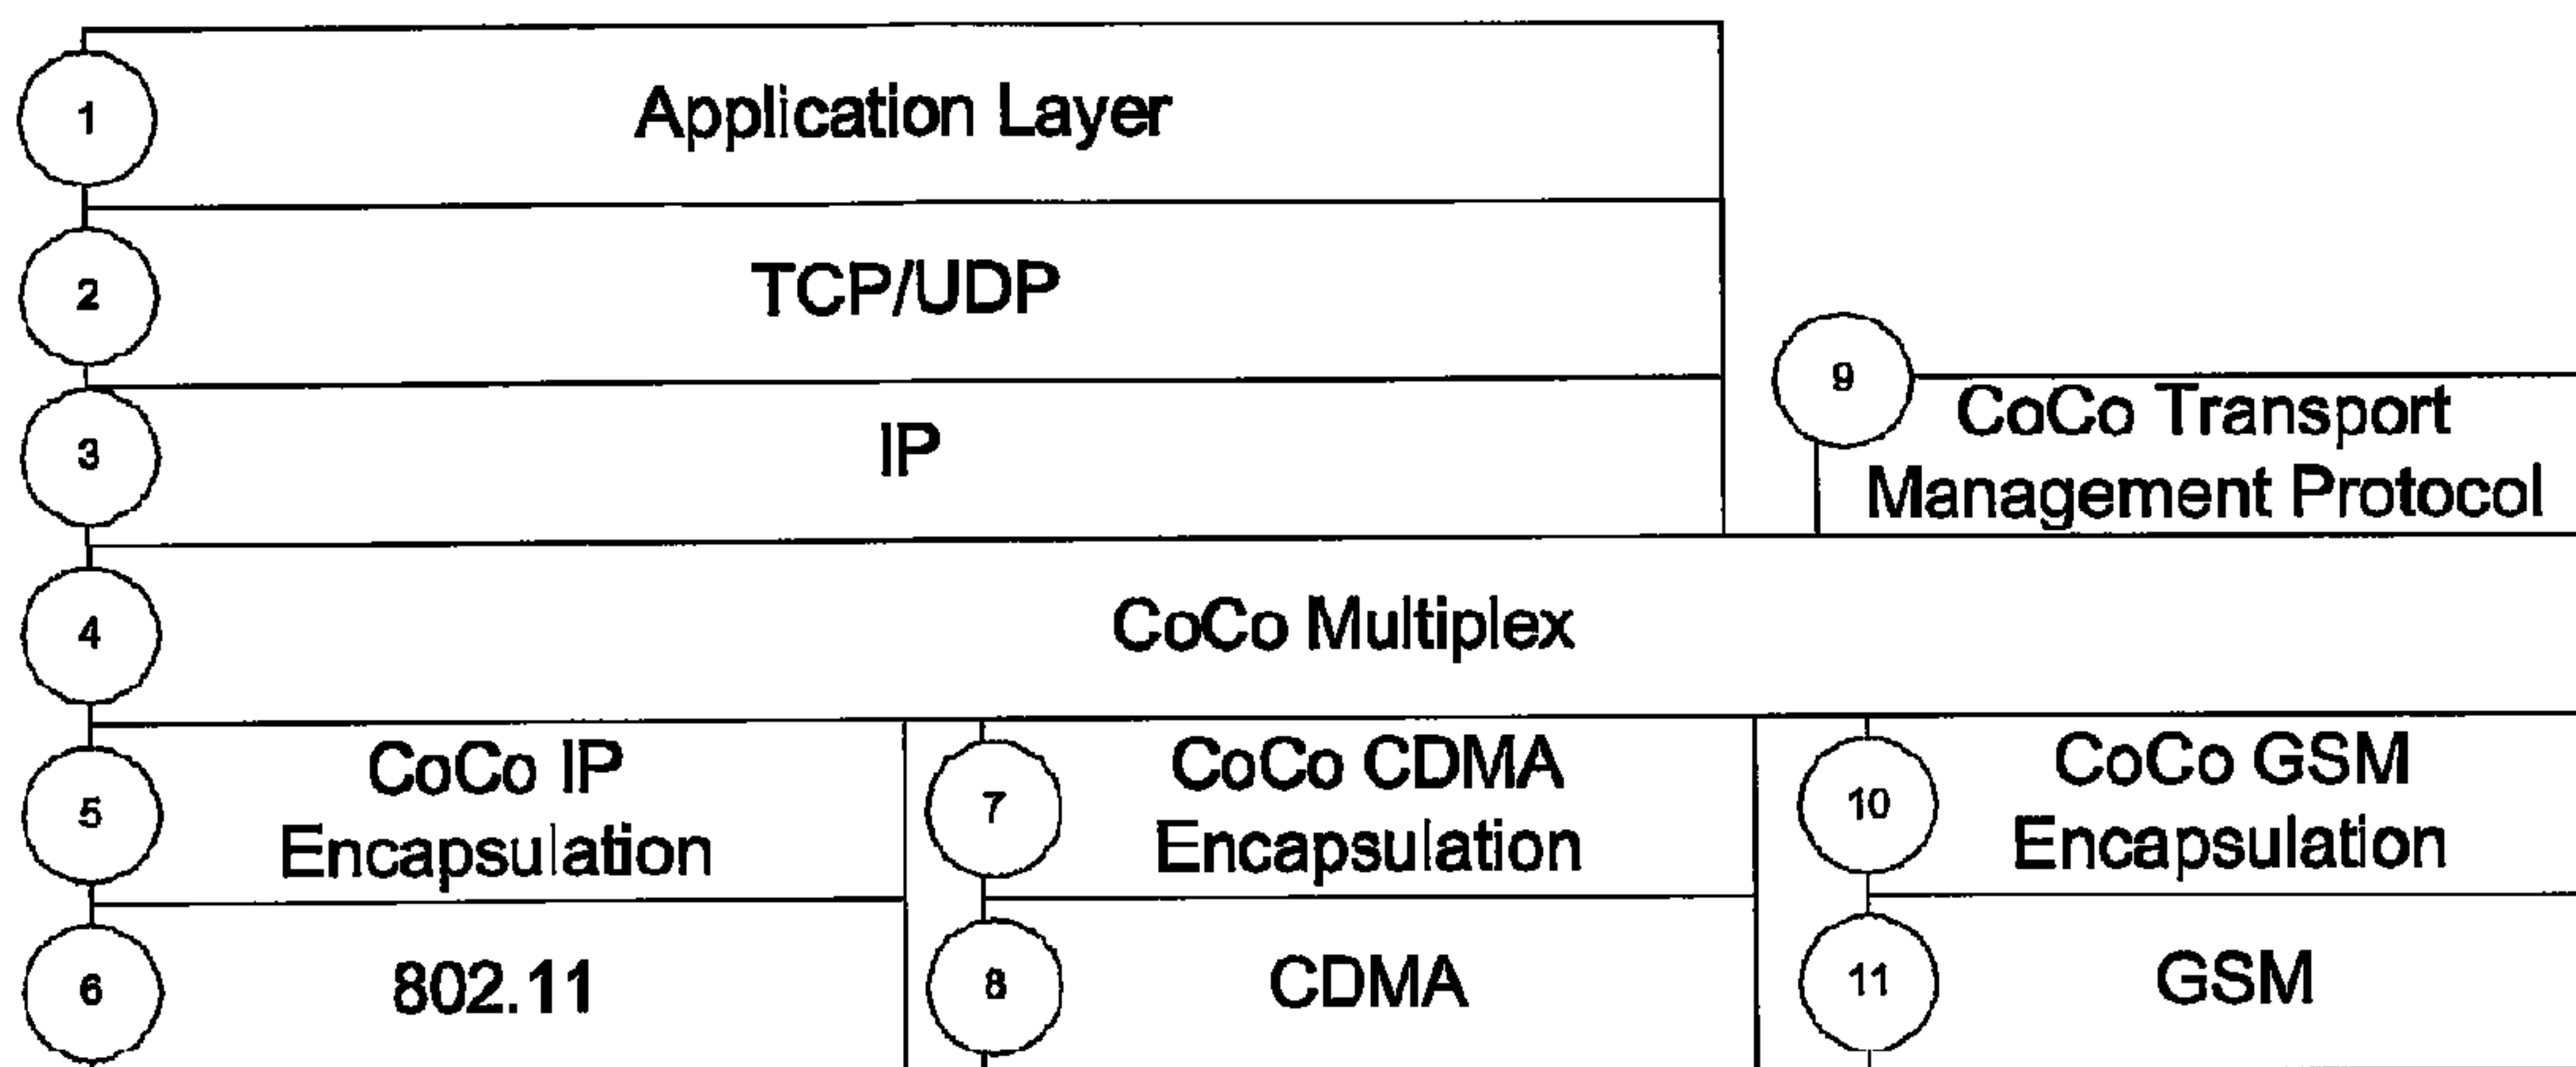 1
Application Layer
2
TCP/UDP
9
3
IP
CoCo Transport
Management Protocol
4
CoCo Multiplex
5
CoCo IP
Encapsulation
7
CoCo CDMA
Encapsulation
10
CoCo GSM
Encapsulation
6
802.11
8
CDMA
11
GSM